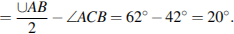 = ∪AB/2 − ∠ACB = 62° − 42° = 20°.